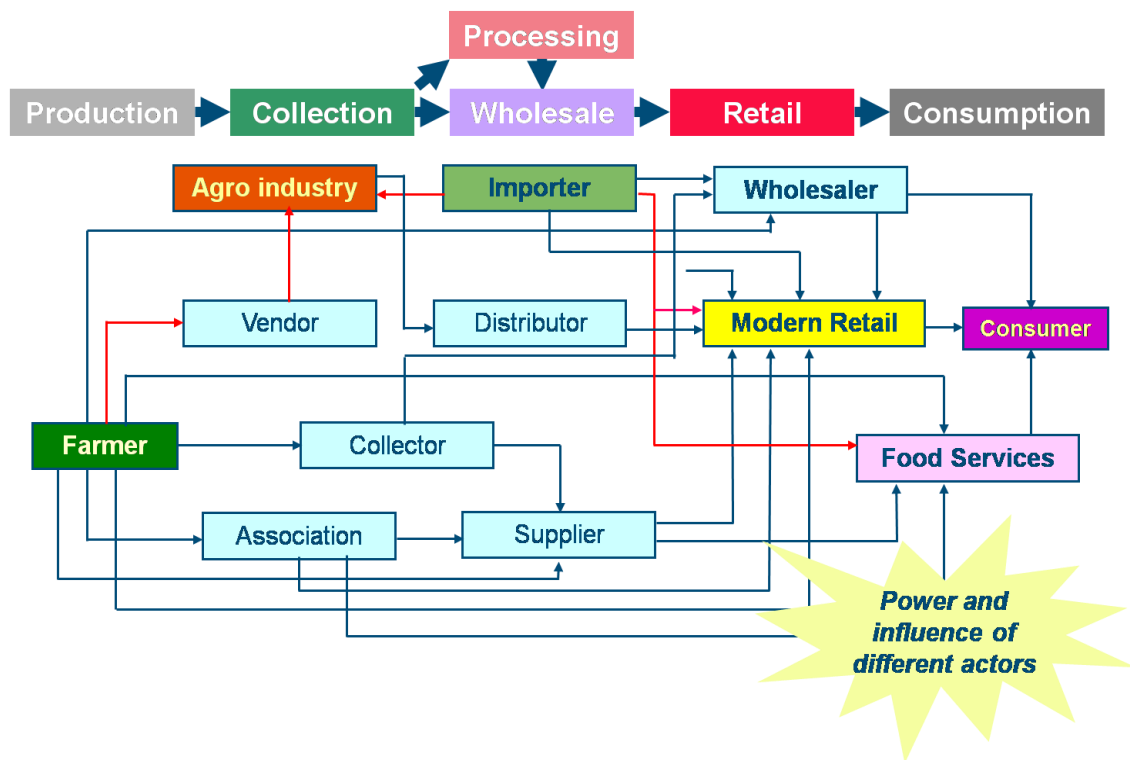 Processing
Production
Collection
Wholesale
Retail
Consumption
Agro industry
Importer
Wholesaler
Vendor
Distributor
Modern Retail
Consumer
Farmer
Collector
Food Services
Association
Supplier
Power and
influence of
different actors